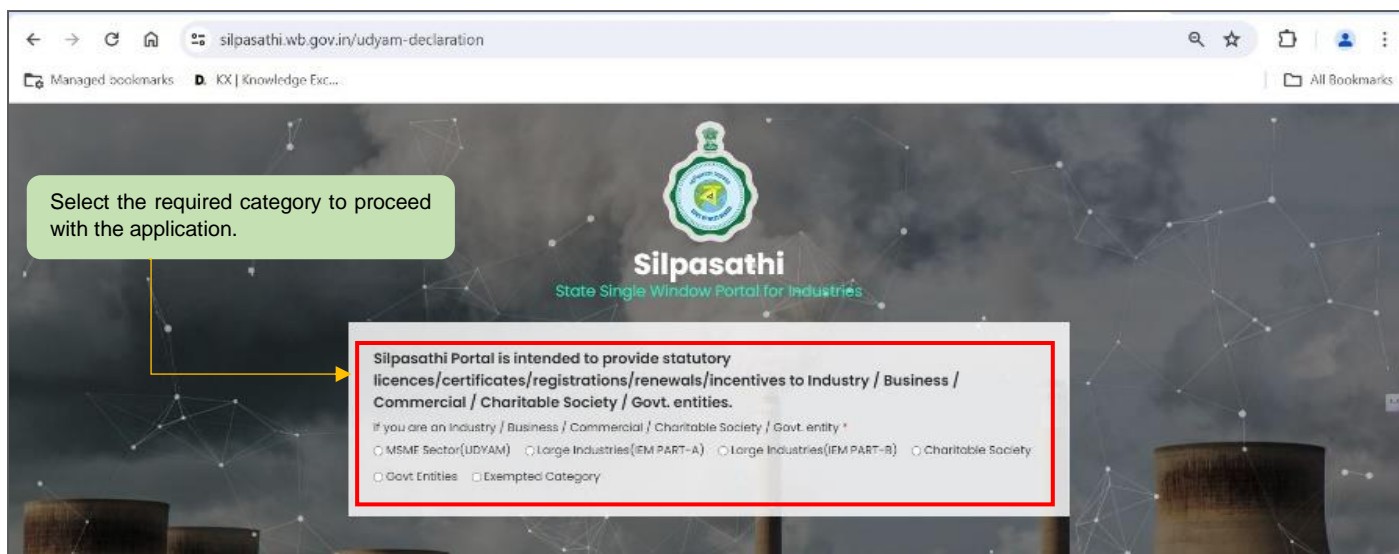 silpasathi.wb.gov.in/udyam-declaration
Managed bookmarks D. KX | Knowledge Exc... All Bookmarks
Select the required category to proceed
with the application.
Silpasathi
State Single Window Portal for Industries
Silpasathi Portal is intended to provide statutory
licences/certificates/registrations/renewals/incentives to Industry / Business /
Commercial / Charitable Society / Govt. entities.
If you are an Industry / Business / Commercial / Charitable Society / Govt. entity *
MSME Sector(UDYAM) Large Industries(IEM PART-A) Large Industries(IEM PART-B) Charitable Society
Govt Entities Exempted Category